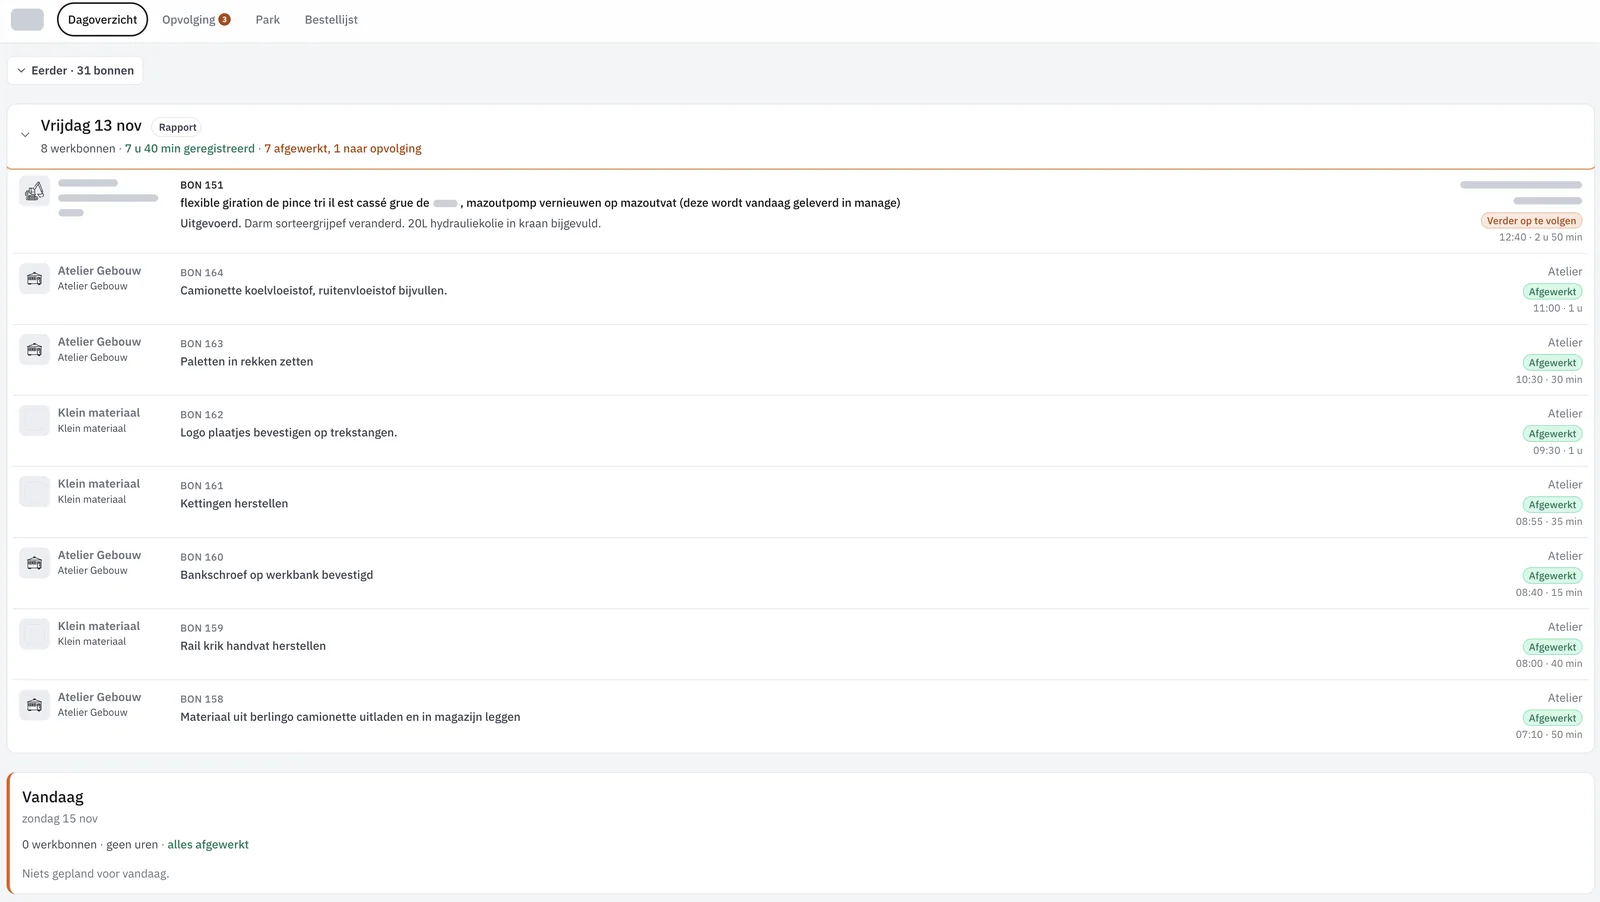 Dagoverzicht Opvolging 3 Park Bestellijst
Eerder · 31 bonnen
Vrijdag 13 nov Rapport
8 werkbonnen · 7 u 40 min geregistreerd · 7 afgewerkt, 1 naar opvolging
BON 151
flexible giration de pince tri il est cassé grue de , mazoutpomp vernieuwen op mazoutvat (deze wordt vandaag geleverd in manage)
Uitgevoerd. Darm sorteergrijpef veranderd. 20L hydrauliekolie in kraan bijgevuld.
Verder op te volgen
12:40 · 2 u 50 min
Atelier Gebouw
Atelier Gebouw
BON 164
Camionette koelvloeistof, ruitenvloeistof bijvullen.
Atelier
Afgewerkt
11:00 · 1 u
Atelier Gebouw
Atelier Gebouw
BON 163
Paletten in rekken zetten
Atelier
Afgewerkt
10:30 · 30 min
Klein materiaal
Klein materiaal
BON 162
Logo plaatjes bevestigen op trekstangen.
Atelier
Afgewerkt
09:30 · 1 u
Klein materiaal
Klein materiaal
BON 161
Kettingen herstellen
Atelier
Afgewerkt
08:55 · 35 min
Atelier Gebouw
Atelier Gebouw
BON 160
Bankschroef op werkbank bevestigd
Atelier
Afgewerkt
08:40 · 15 min
Klein materiaal
Klein materiaal
BON 159
Rail krik handvat herstellen
Atelier
Afgewerkt
08:00 · 40 min
Atelier Gebouw
Atelier Gebouw
BON 158
Materiaal uit berlingo camionette uitladen en in magazijn leggen
Atelier
Afgewerkt
07:10 · 50 min
Vandaag
zondag 15 nov
0 werkbonnen · geen uren · alles afgewerkt
Niets gepland voor vandaag.